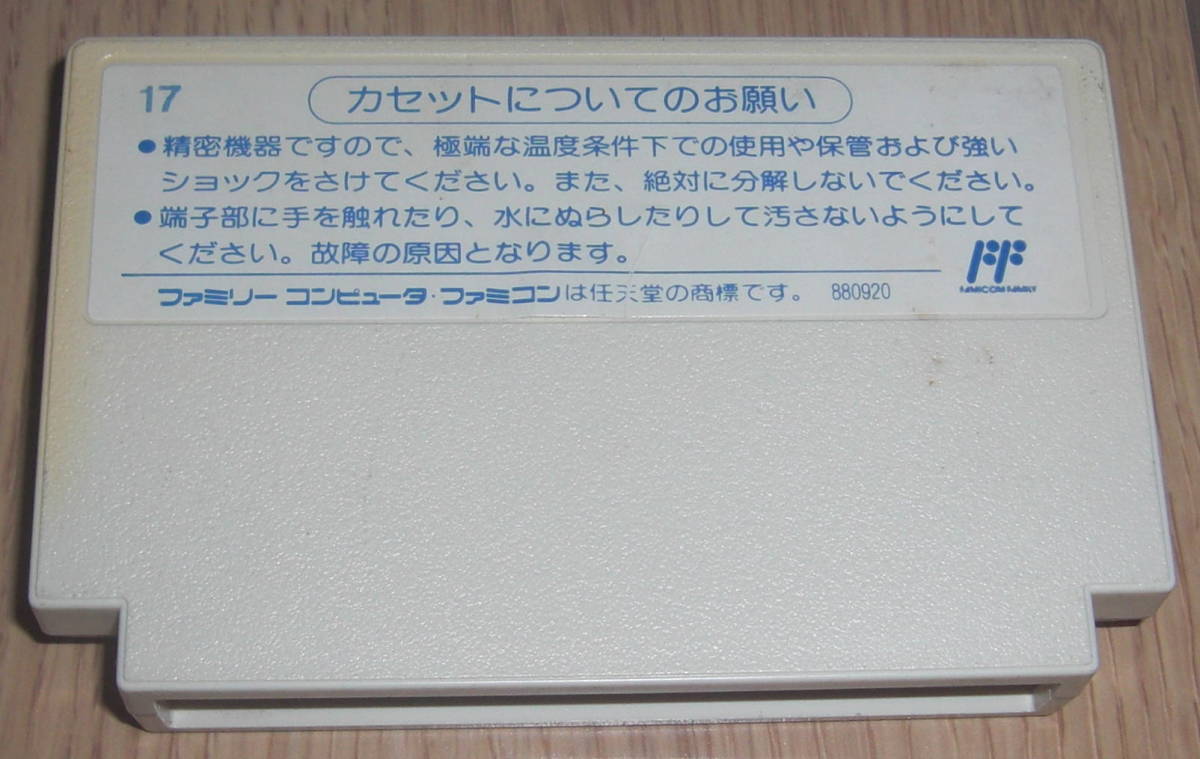 17
カセットについてのお願い
●精密機器ですので、極端な温度条件下での使用や保管および強い
ショックをさけてください。また、絶対に分解しないでください。
●端子部に手を触れたり、水にぬらしたりして汚さないようにして
ください。故障の原因となります。
FF
FAMICOM FAMILY
ファミリー コンピュータ・ファミコンは任天堂の商標です。 880920